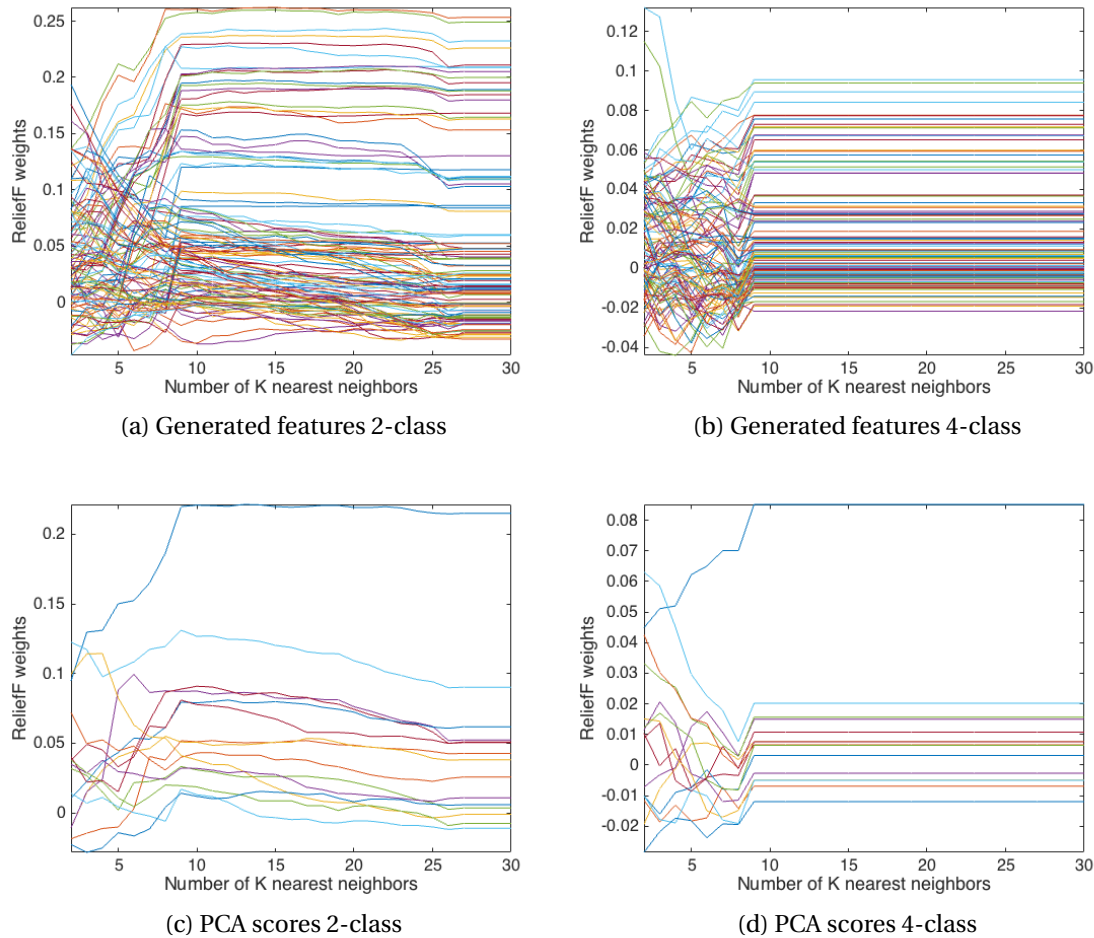 0.25
0.2
0.15
0.1
0.05
0
ReliefF weights
5 10 15 20 25 30
Number of K nearest neighbors
(a) Generated features 2-class
0.12
0.1
0.08
0.06
0.04
0.02
0
-0.02
-0.04
ReliefF weights
5 10 15 20 25 30
Number of K nearest neighbors
(b) Generated features 4-class
0.2
0.15
0.1
0.05
0
ReliefF weights
5 10 15 20 25 30
Number of K nearest neighbors
(c) PCA scores 2-class
0.08
0.07
0.06
0.05
0.04
0.03
0.02
0.01
0
-0.01
-0.02
ReliefF weights
5 10 15 20 25 30
Number of K nearest neighbors
(d) PCA scores 4-class